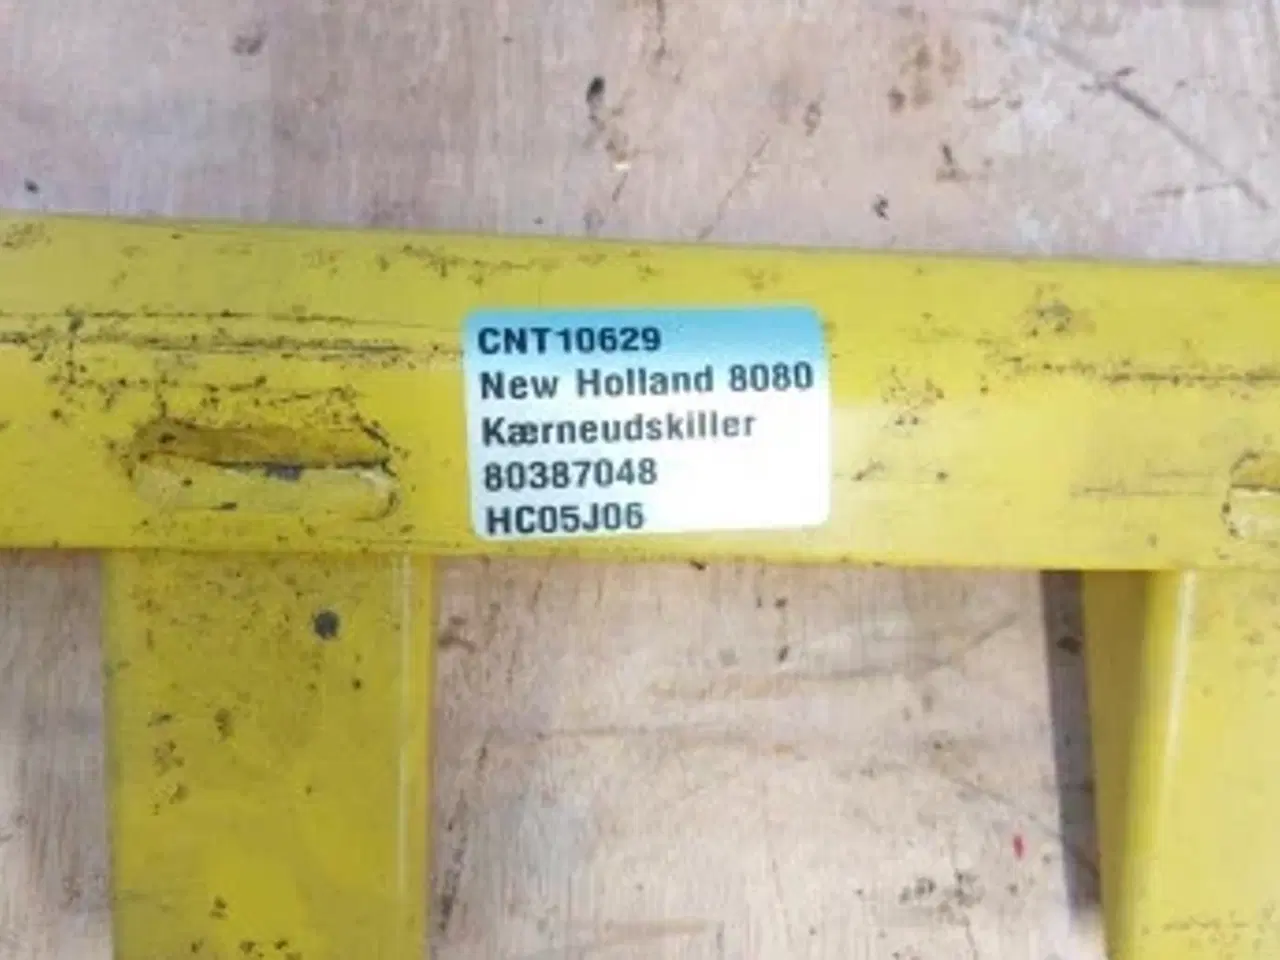 CNT10629
New Holland 8080
Kærneudskiller
80387048
HC05J06